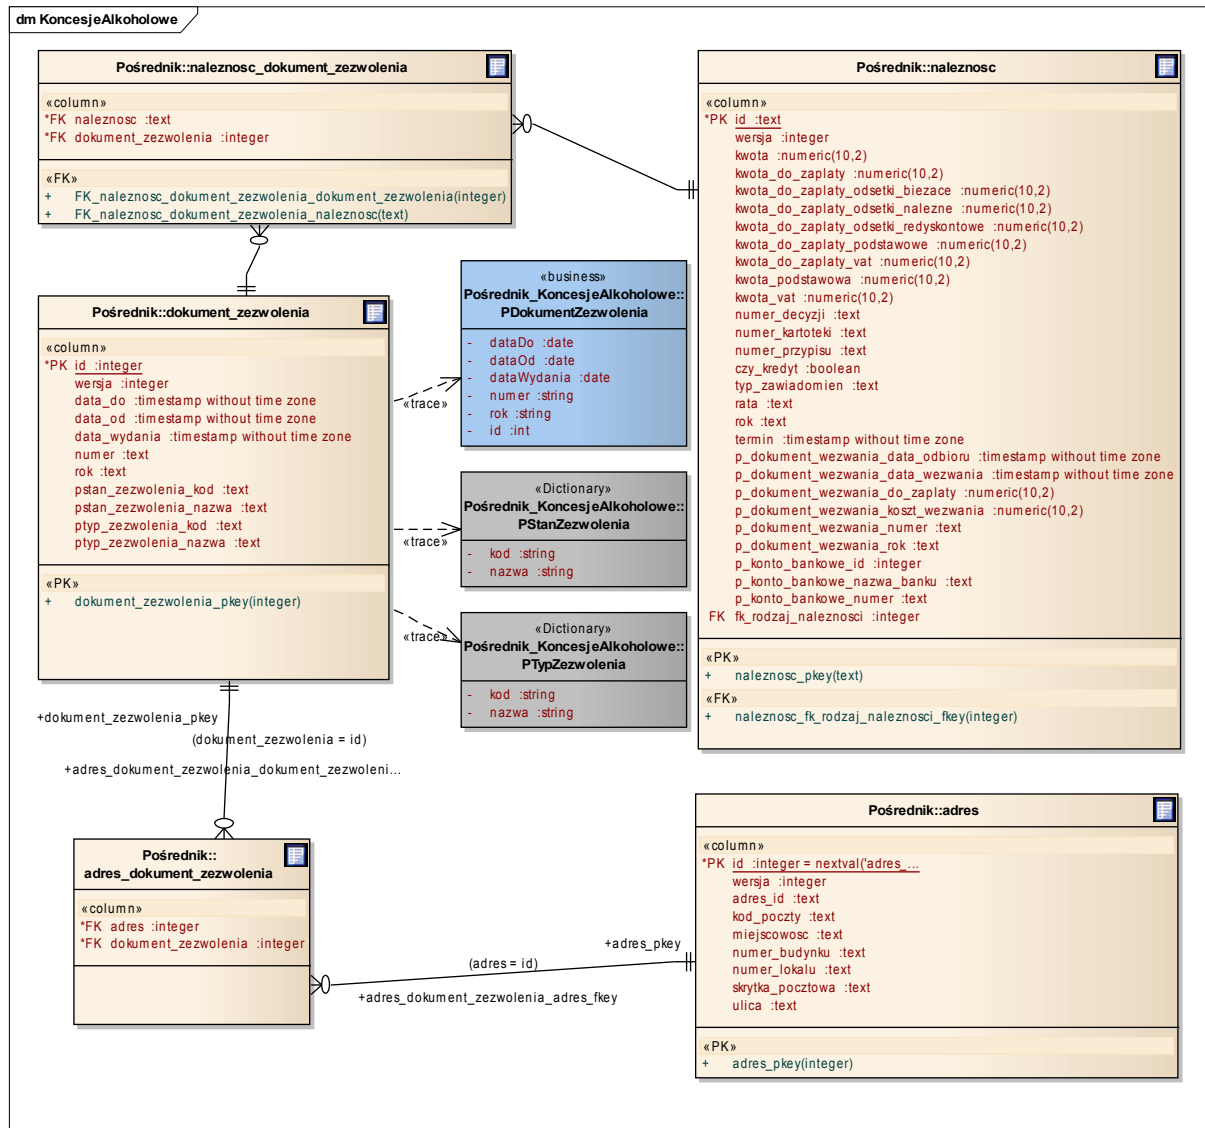 dm KoncesjeAlkoholowe
Pośrednik::naleznosc_dokument_zezwolenia
«column»
*FK naleznosc :text
*FK dokument_zezwolenia :integer
«FK»
+ FK_naleznosc_dokument_zezwolenia_dokument_zezwolenia(integer)
+ FK_naleznosc_dokument_zezwolenia_naleznosc(text)
Pośrednik::naleznosc
«column»
*PK id :text
wersja :integer
kwota :numeric(10,2)
kwota_do_zaplaty :numeric(10,2)
kwota_do_zaplaty_odsetki_biezace :numeric(10,2)
kwota_do_zaplaty_odsetki_nalezne :numeric(10,2)
kwota_do_zaplaty_odsetki_redyskontowe :numeric(10,2)
kwota_do_zaplaty_podstawowe :numeric(10,2)
kwota_do_zaplaty_vat :numeric(10,2)
kwota_podstawowa :numeric(10,2)
kwota_vat :numeric(10,2)
numer_decyzji :text
numer_kartoteki :text
numer_przypisu :text
czy_kredyt :boolean
typ_zawiadomien :text
rata :text
rok :text
termin :timestamp without time zone
p_dokument_wezwania_data_odbioru :timestamp without time zone
p_dokument_wezwania_data_wezwania :timestamp without time zone
p_dokument_wezwania_do_zaplaty :numeric(10,2)
p_dokument_wezwania_koszt_wezwania :numeric(10,2)
p_dokument_wezwania_numer :text
p_dokument_wezwania_rok :text
p_konto_bankowe_id :integer
p_konto_bankowe_nazwa_banku :text
p_konto_bankowe_numer :text
FK fk_rodzaj_naleznosci :integer
«PK»
+ naleznosc_pkey(text)
«FK»
+ naleznosc_fk_rodzaj_naleznosci_fkey(integer)
Pośrednik::dokument_zezwolenia
«column»
*PK id :integer
wersja :integer
data_do :timestamp without time zone
data_od :timestamp without time zone
data_wydania :timestamp without time zone
numer :text
rok :text
pstan_zezwolenia_kod :text
pstan_zezwolenia_nazwa :text
ptyp_zezwolenia_kod :text
ptyp_zezwolenia_nazwa :text
«PK»
+ dokument_zezwolenia_pkey(integer)
«business»
Pośrednik_KoncesjeAlkoholowe::
PDokumentZezwolenia
- dataDo :date
- dataOd :date
- dataWydania :date
- numer :string
- rok :string
- id :int
«trace»
«Dictionary»
Pośrednik_KoncesjeAlkoholowe::
PStanZezwolenia
- kod :string
- nazwa :string
«trace»
«Dictionary»
Pośrednik_KoncesjeAlkoholowe::
PTypZezwolenia
- kod :string
- nazwa :string
«trace»
+dokument_zezwolenia_pkey
(dokument_zezwolenia = id)
+adres_dokument_zezwolenia_dokument_zezwoleni...
Pośrednik::
adres_dokument_zezwolenia
«column»
*FK adres :integer
*FK dokument_zezwolenia :integer
+adres_pkey
(adres = id)
+adres_dokument_zezwolenia_adres_fkey
Pośrednik::adres
«column»
*PK id :integer = nextval('adres_...
wersja :integer
adres_id :text
kod_poczty :text
miejscowosc :text
numer_budynku :text
numer_lokalu :text
skrytka_pocztowa :text
ulica :text
«PK»
+ adres_pkey(integer)